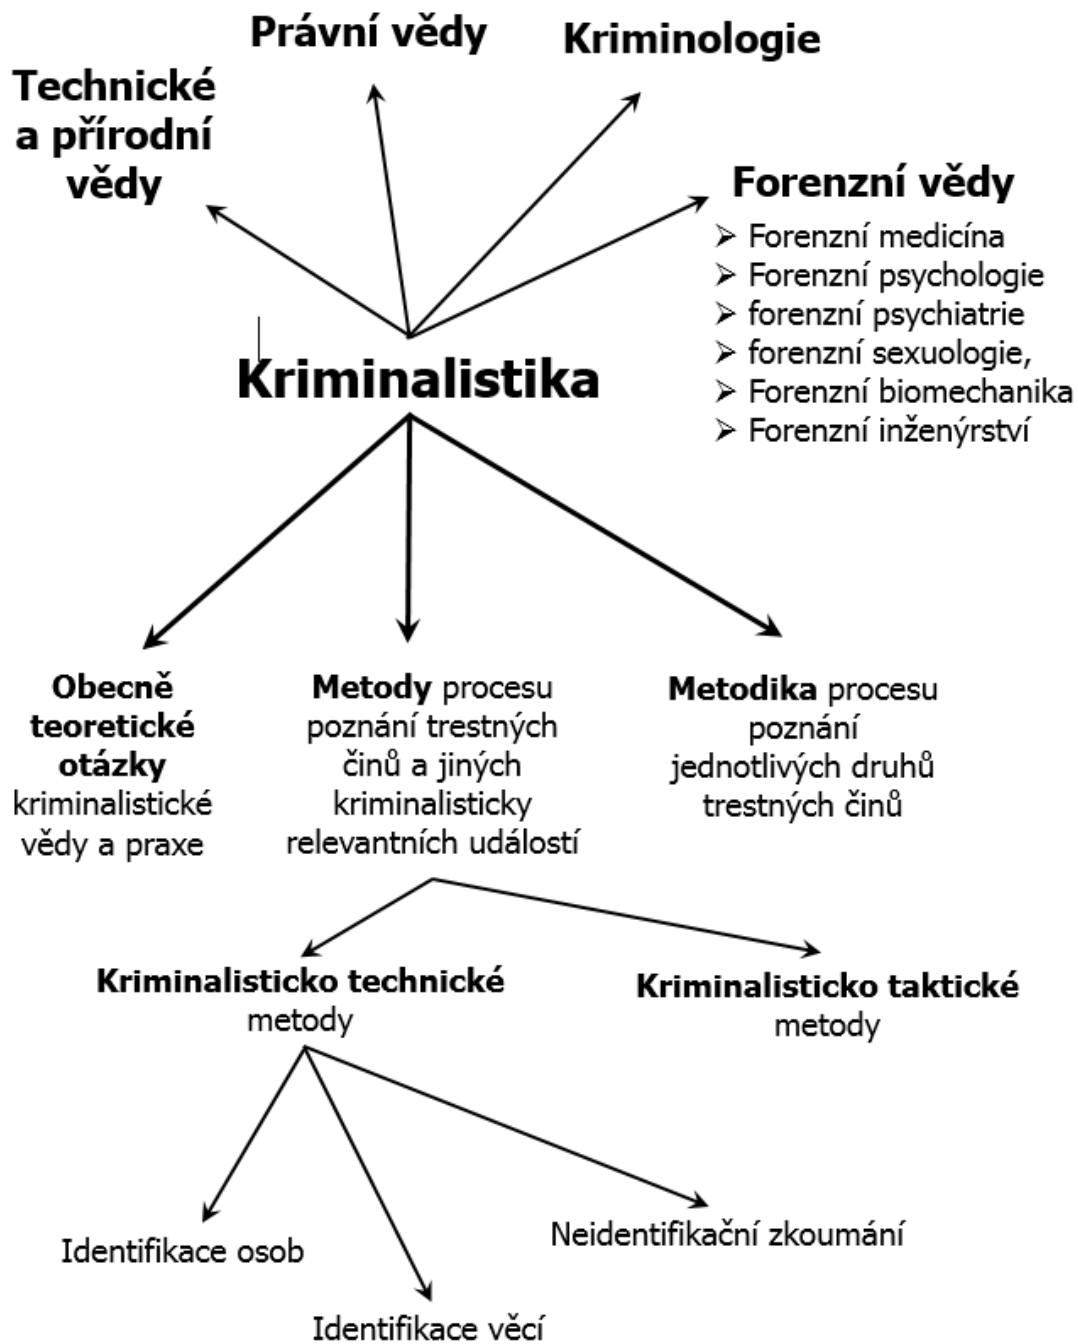 Právní vědy
Kriminologie
Technické
a přírodní
vědy
Forenzní vědy
➢ Forenzní medicína
➢ Forenzní psychologie
➢ forenzní psychiatrie
➢ forenzní sexuologie,
➢ Forenzní biomechanika
➢ Forenzní inženýrství
Kriminalistika
Obecně
teoretické
otázky
kriminalistické
vědy a praxe
Metody procesu
poznání trestných
činů a jiných
kriminalisticky
relevantních událostí
Metodika procesu
poznání
jednotlivých druhů
trestných činů
Kriminalisticko technické
metody
Kriminalisticko taktické
metody
Identifikace osob
Identifikace věcí
Neidentifikační zkoumání